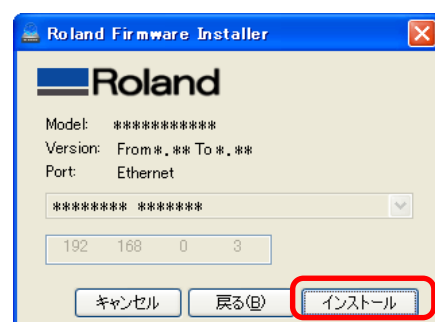 Roland Firmware Installer
Roland
Model: ***********
Version: From*.** To *.**
Port: Ethernet
******** *******
192 168 0 3
キャンセル 戻る(B) インストール